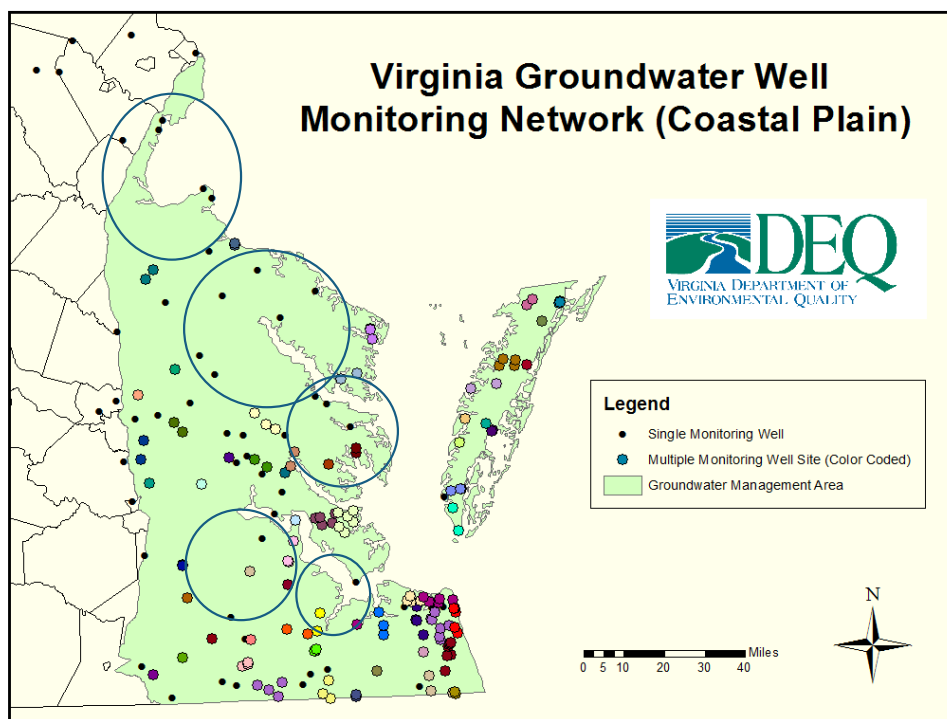 Virginia Groundwater Well
Monitoring Network (Coastal Plain)
DEQ
VIRGINIA DEPARTMENT OF
ENVIRONMENTAL QUALITY
Legend
Single Monitoring Well
Multiple Monitoring Well Site (Color Coded)
Groundwater Management Area
N
Miles
0 5 10 20 30 40